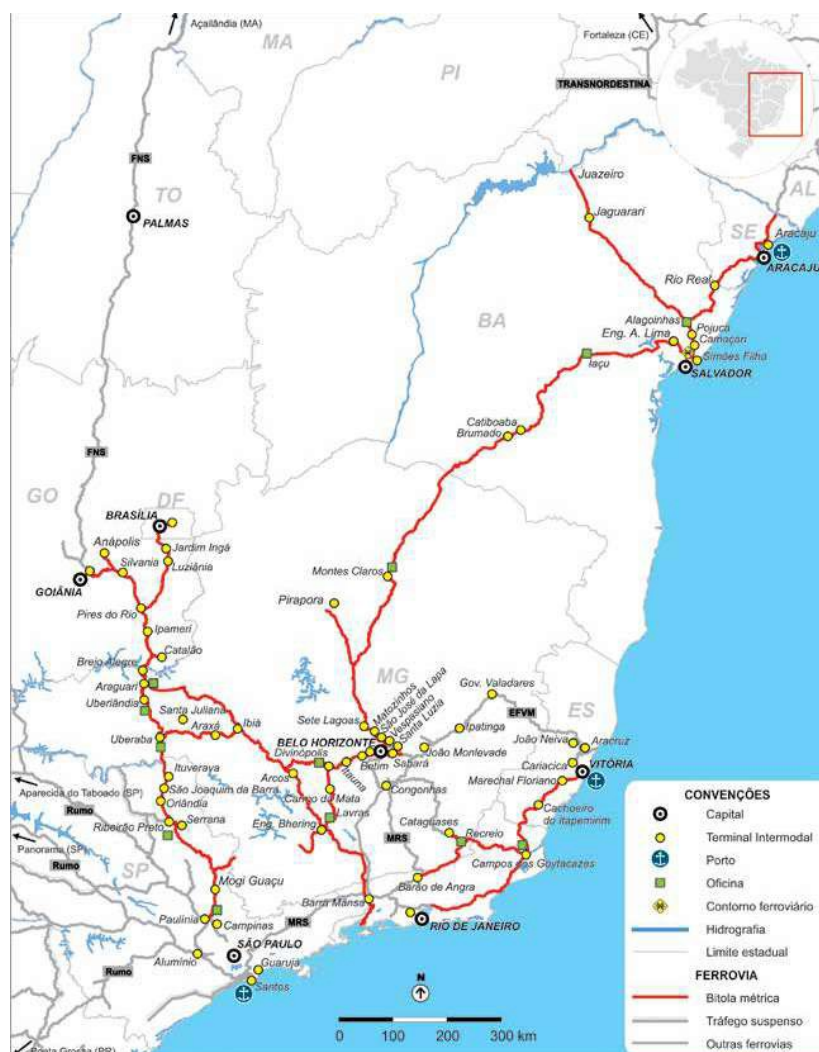 Açailândia (MA)
Fortaleza (CE)
MA
PI
TRANSNORDESTINA
FNS
TO
PALMAS
Juazeiro
Jaguarari
AL
SE
Aracaju
ARACAJU
Rio Real
BA
Alagoinhas
Pojuca
Eng. A. Lima
Camaçari
Simões Filho
SALVADOR
Iaçu
Catiboaba
Brumado
FNS
GO
DF
BRASÍLIA
Anápolis
Jardim Ingá
Silvania
Luziânia
GOIÂNIA
Montes Claros
Pirapora
Pires do Rio
Ipameri
Catalão
Brejo Alegre
Araguari
Uberlândia
Santa Juliana
Araxá
Ibiá
Uberaba
MG
Sete Lagoas
Matozinhos
São José da Lapa
Vespasiano
Santa Luzia
Gov. Valadares
EFVM
ES
Ipatinga
João Neiva
Aracruz
BELO HORIZONTE
Divinópolis
João Monlevade
Sabará
Betim
Itauna
Cariacica
VITÓRIA
Marechal Floriano
Arcos
Carmo da Mata
Congonhas
Lavras
Eng. Bhering
Cachoeiro
do Itapemirim
Cataguases
Recreio
MRS
Campos dos Goytacazes
Barão de Angra
Barra Mansa
RIO DE JANEIRO
Ituverava
São Joaquim da Barra
Orlândia
Serrana
Ribeirão Preto
Aparecida do Taboado (SP)
Rumo
Panorama (SP)
Rumo
SP
Mogi Guaçu
Paulínia
Campinas
MRS
SÃO PAULO
Alumínio
Guarujá
Santos
Rumo
Ponta Grossa (PR)
N
0 100 200 300 km
CONVENÇÕES
Capital
Terminal Intermodal
Porto
Oficina
Contorno ferroviário
Hidrografia
Limite estadual
FERROVIA
Bitola métrica
Tráfego suspenso
Outras ferrovias